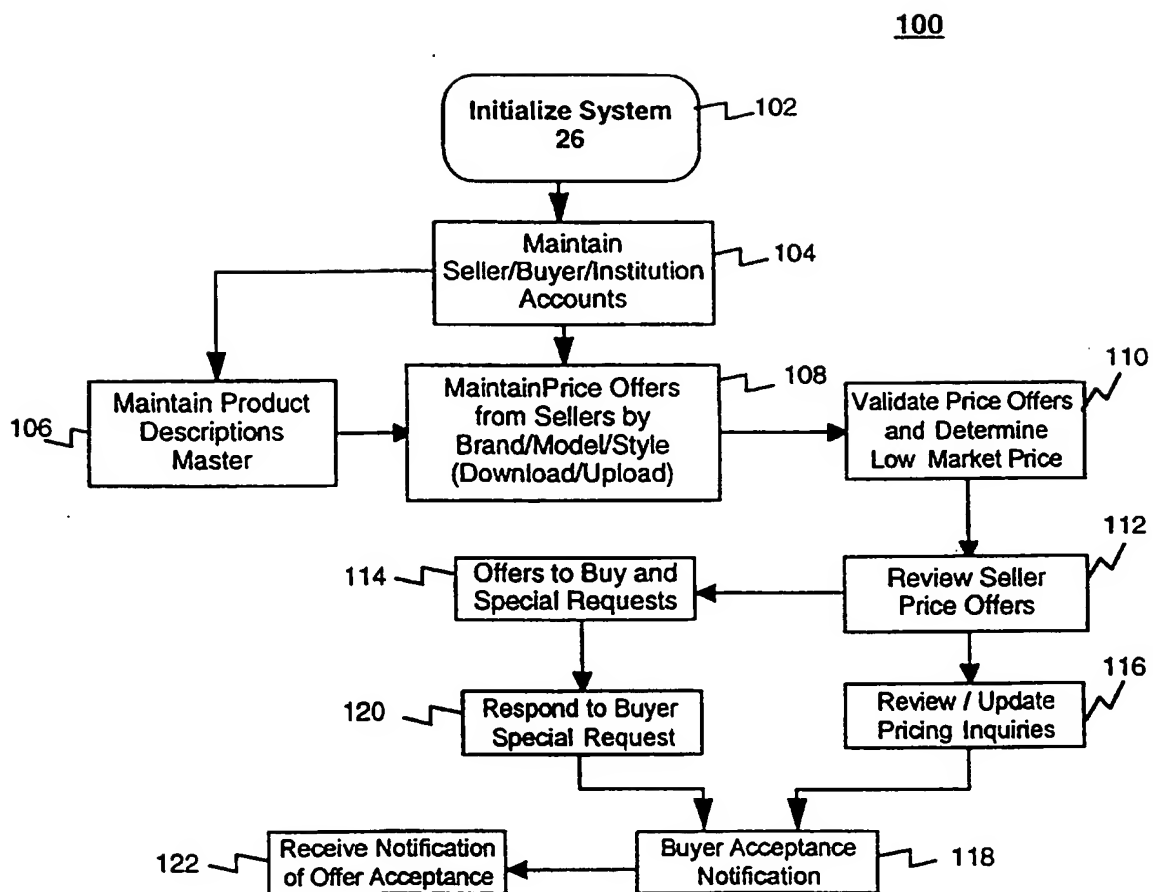 100
Initialize System
26
102
Maintain
Seller/Buyer/Institution
Accounts
104
Maintain Product
Descriptions
Master
106
MaintainPrice Offers
from Sellers by
Brand/Model/Style
(Download/Upload)
108
Validate Price Offers
and Determine
Low Market Price
110
Review Seller
Price Offers
112
Offers to Buy and
Special Requests
114
Review / Update
Pricing Inquiries
116
Respond to Buyer
Special Request
120
Buyer Acceptance
Notification
118
Receive Notification
of Offer Acceptance
122